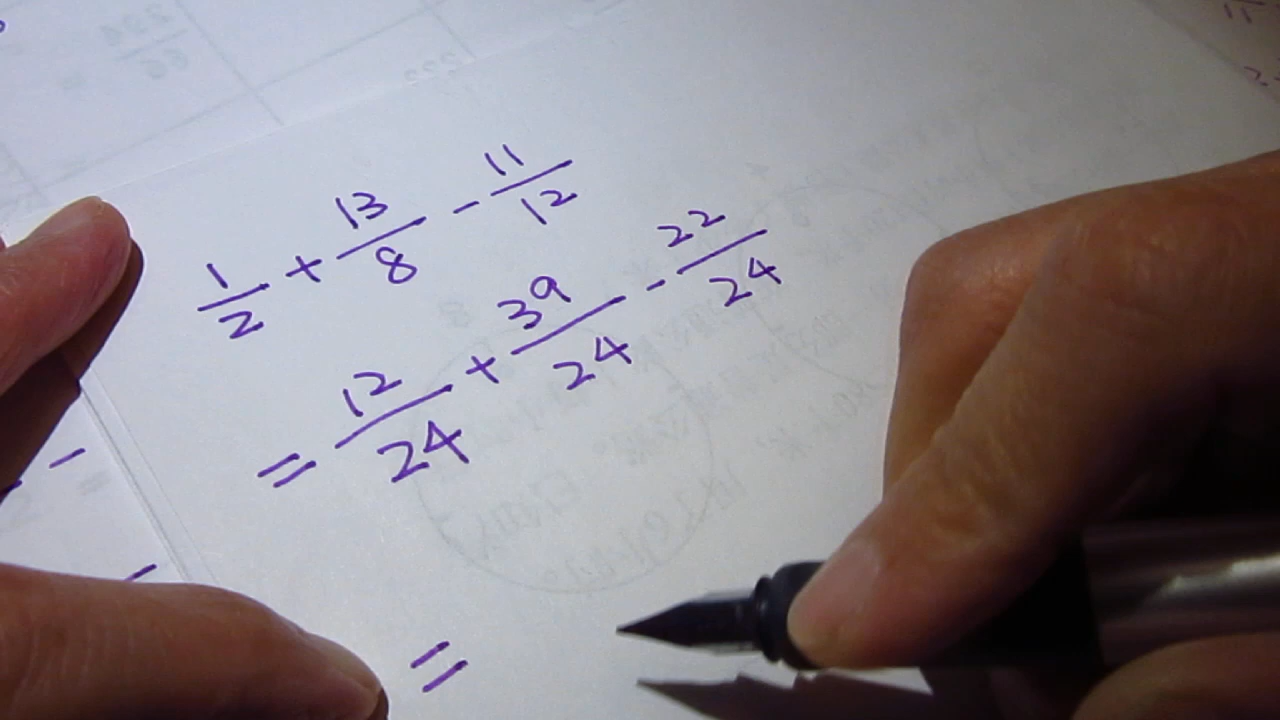 1/2 + 13/8 - 11/12
= 12/24 + 39/24 - 22/24
=